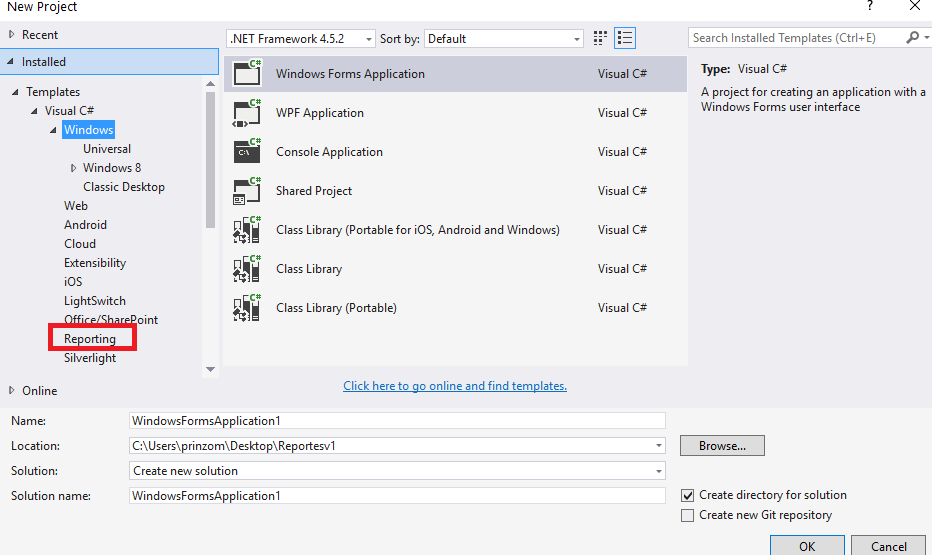 New Project
?
Recent
.NET Framework 4.5.2
Sort by:
Default
Search Installed Templates (Ctrl+E)
Installed
Templates
Visual C#
Windows
Universal
Windows 8
Classic Desktop
Web
Android
Cloud
Extensibility
iOS
LightSwitch
Office/SharePoint
Reporting
Silverlight
Online
Windows Forms Application Visual C#
WPF Application Visual C#
Console Application Visual C#
Shared Project Visual C#
Class Library (Portable for iOS, Android and Windows) Visual C#
Class Library Visual C#
Class Library (Portable) Visual C#
Click here to go online and find templates.
Type: Visual C#
A project for creating an application with a
Windows Forms user interface
Name: WindowsFormsApplication1
Location: C:\Users\prinzom\Desktop\Reportesv1
Browse...
Solution: Create new solution
Solution name: WindowsFormsApplication1
Create directory for solution
Create new Git repository
OK
Cancel